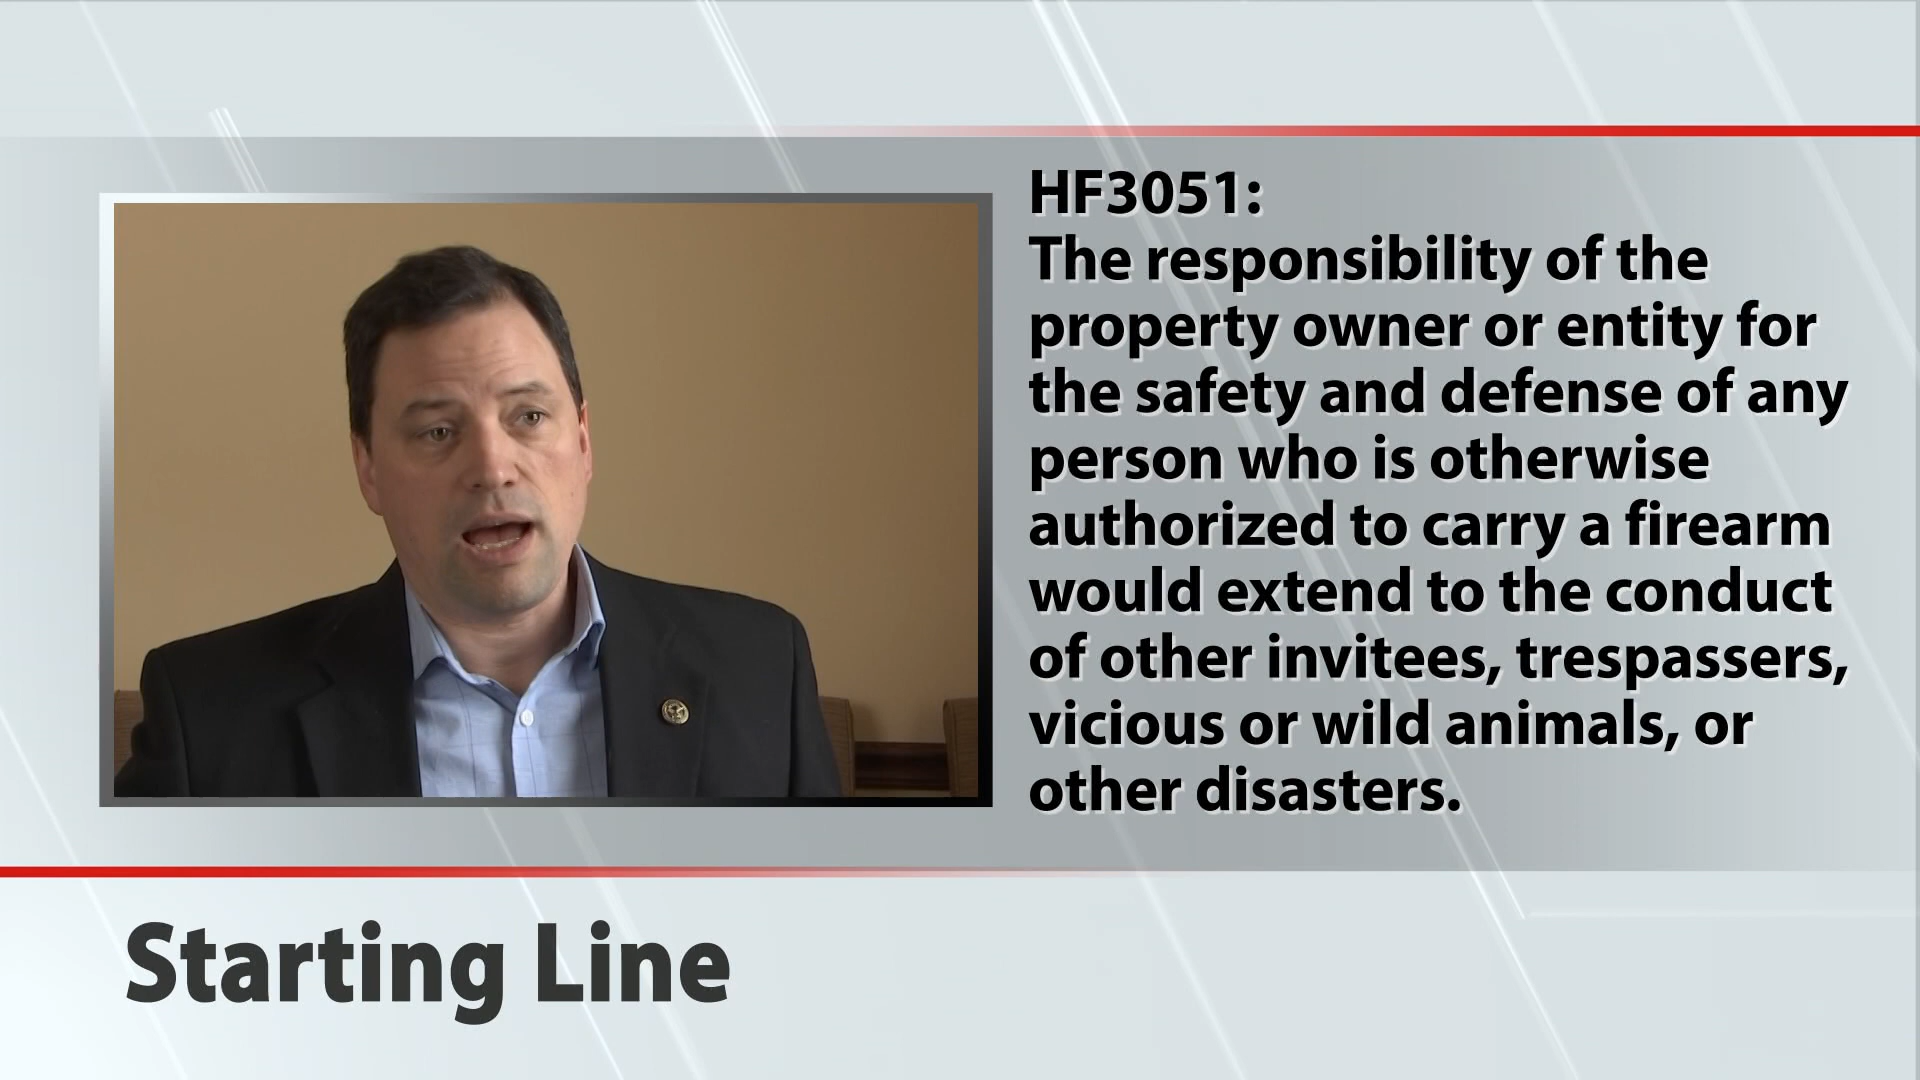 HF3051:
The responsibility of the
property owner or entity for
the safety and defense of any
person who is otherwise
authorized to carry a firearm
would extend to the conduct
of other invitees, trespassers,
vicious or wild animals, or
other disasters.
Starting Line